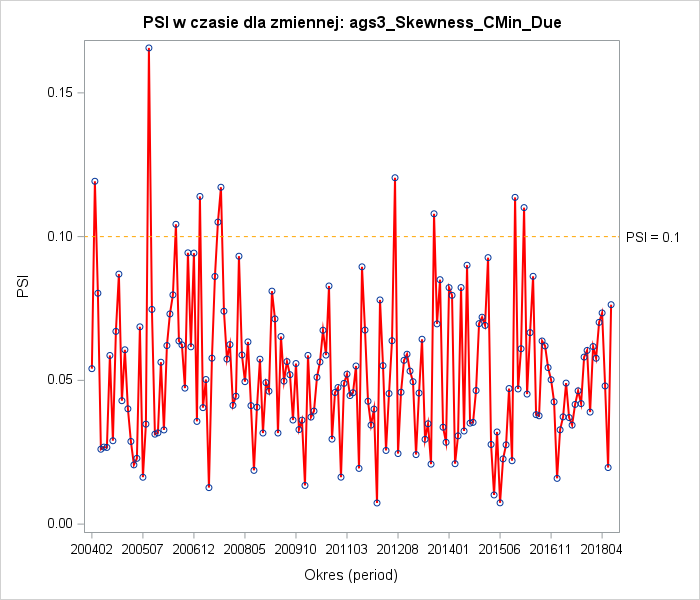 PSI w czasie dla zmiennej: ags3_Skewness_CMin_Due
0.15
0.10
0.05
0.00
PSI
PSI = 0.1
200402 200507 200612 200805 200910 201103 201208 201401 201506 201611 201804
Okres (period)